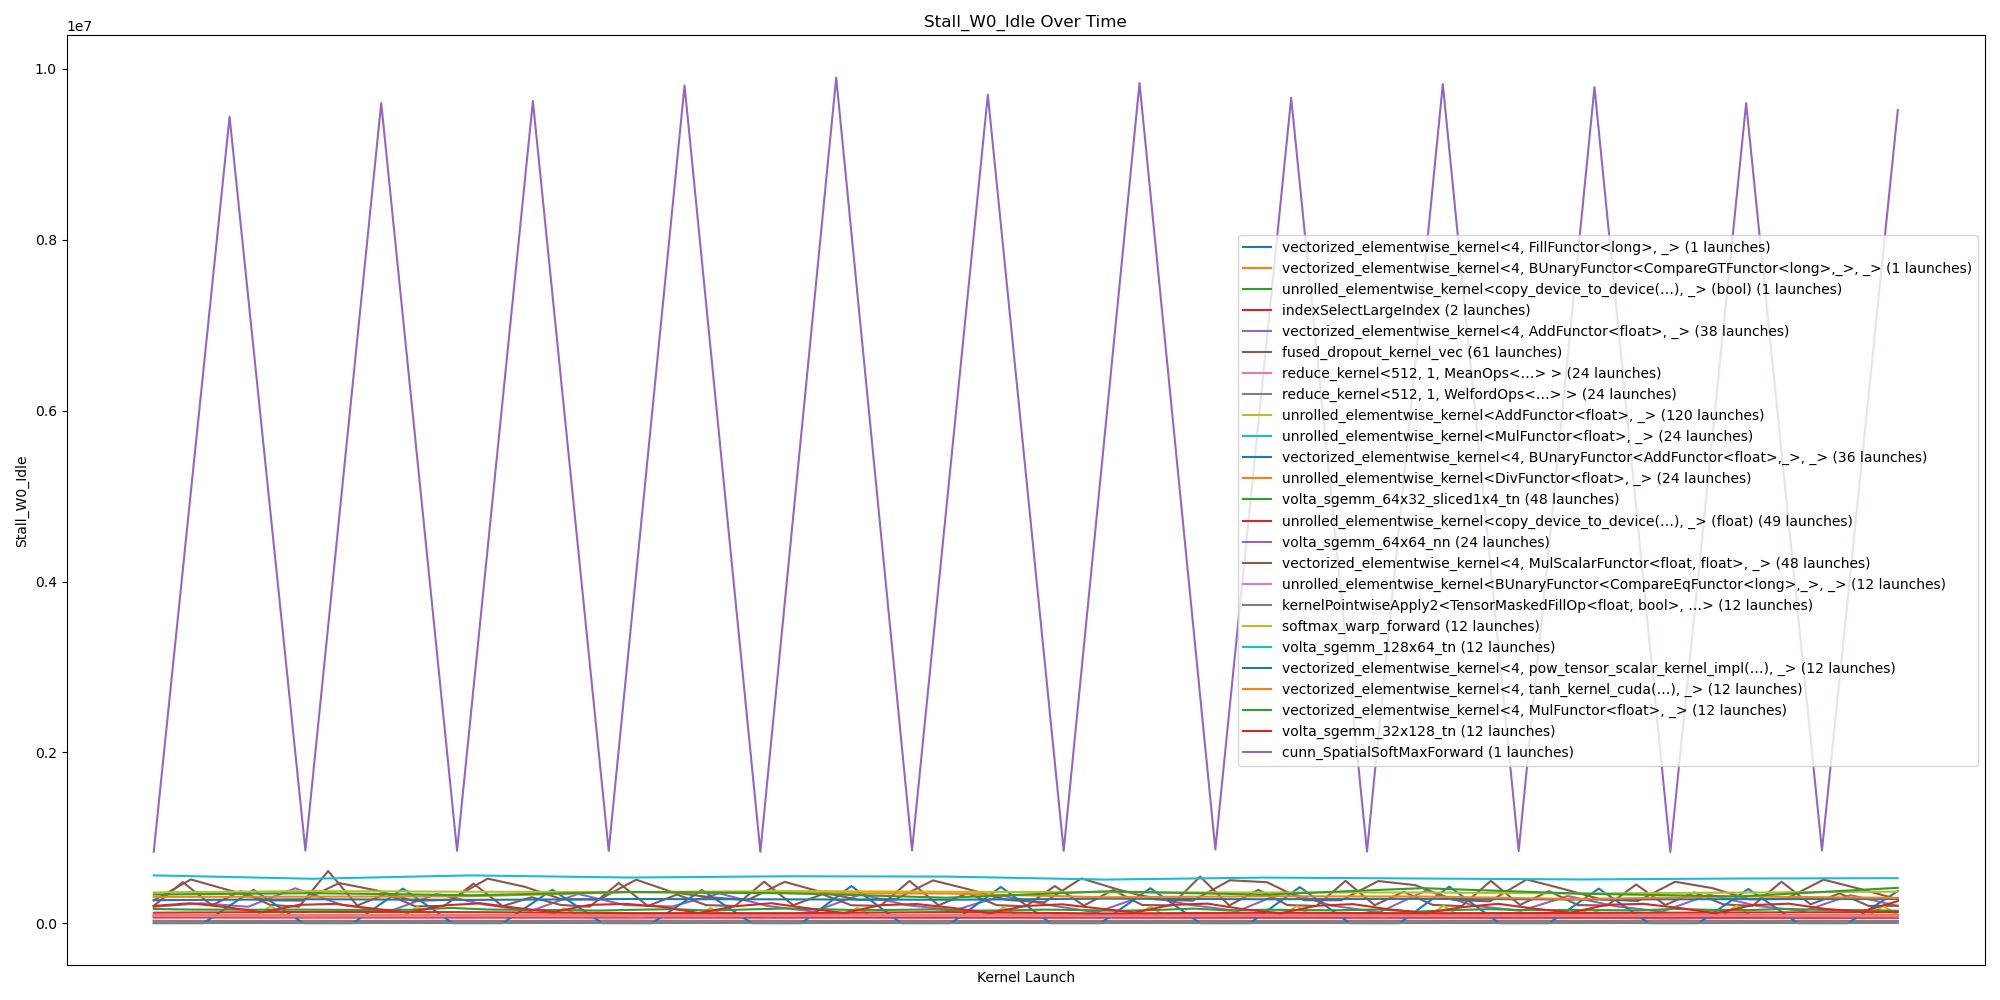 Stall_W0_Idle Over Time
1e7
1.0
0.8
0.6
0.4
0.2
0.0
Stall_W0_Idle
Kernel Launch
vectorized_elementwise_kernel<4, FillFunctor<long>, _> (1 launches)
vectorized_elementwise_kernel<4, BUnaryFunctor<CompareGTFunctor<long>,_>, _> (1 launches)
unrolled_elementwise_kernel<copy_device_to_device(...), _> (bool) (1 launches)
indexSelectLargeIndex (2 launches)
vectorized_elementwise_kernel<4, AddFunctor<float>, _> (38 launches)
fused_dropout_kernel_vec (61 launches)
reduce_kernel<512, 1, MeanOps<...> > (24 launches)
reduce_kernel<512, 1, WelfordOps<...> > (24 launches)
unrolled_elementwise_kernel<AddFunctor<float>, _> (120 launches)
unrolled_elementwise_kernel<MulFunctor<float>, _> (24 launches)
vectorized_elementwise_kernel<4, BUnaryFunctor<AddFunctor<float>,_>, _> (36 launches)
unrolled_elementwise_kernel<DivFunctor<float>, _> (24 launches)
volta_sgemm_64x32_sliced1x4_tn (48 launches)
unrolled_elementwise_kernel<copy_device_to_device(...), _> (float) (49 launches)
volta_sgemm_64x64_nn (24 launches)
vectorized_elementwise_kernel<4, MulScalarFunctor<float, float>, _> (48 launches)
unrolled_elementwise_kernel<BUnaryFunctor<CompareEqFunctor<long>,_>, _> (12 launches)
kernelPointwiseApply2<TensorMaskedFillOp<float, bool>, ...> (12 launches)
softmax_warp_forward (12 launches)
volta_sgemm_128x64_tn (12 launches)
vectorized_elementwise_kernel<4, pow_tensor_scalar_kernel_impl(...), _> (12 launches)
vectorized_elementwise_kernel<4, tanh_kernel_cuda(...), _> (12 launches)
vectorized_elementwise_kernel<4, MulFunctor<float>, _> (12 launches)
volta_sgemm_32x128_tn (12 launches)
cunn_SpatialSoftMaxForward (1 launches)